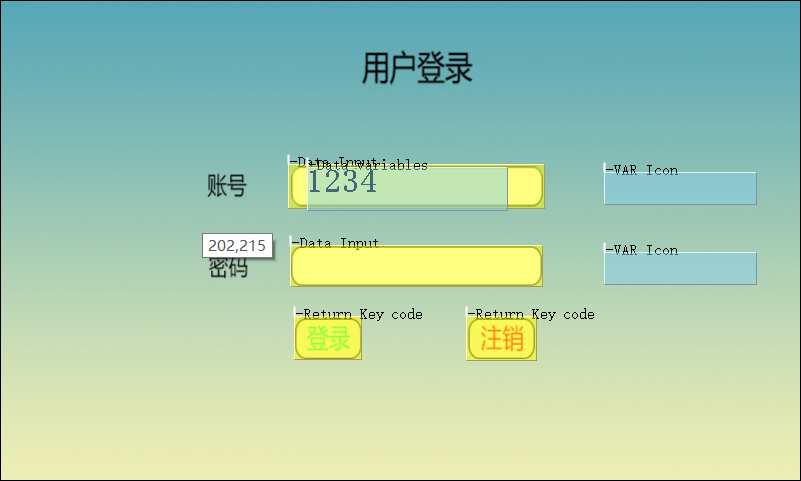 用户登录
-Data Input
-Data variables
-VAR Icon
账号
1234
202,215
-Data Input
-VAR Icon
密码
-Return Key code
-Return Key code
登录
注销